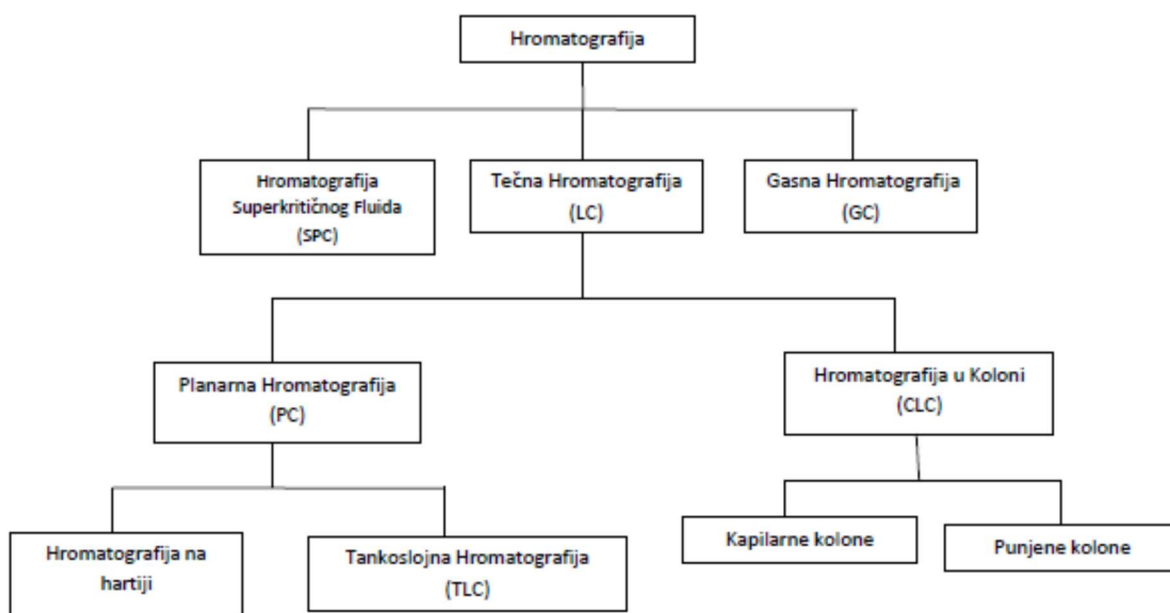 Hromatografija
Hromatografija
Superkritičnog Fluida
(SPC)
Tečna Hromatografija
(LC)
Gasna Hromatografija
(GC)
Planarna Hromatografija
(PC)
Hromatografija u Koloni
(CLC)
Hromatografija na
hartiji
Tankoslojna Hromatografija
(TLC)
Kapilarne kolone
Punjene kolone